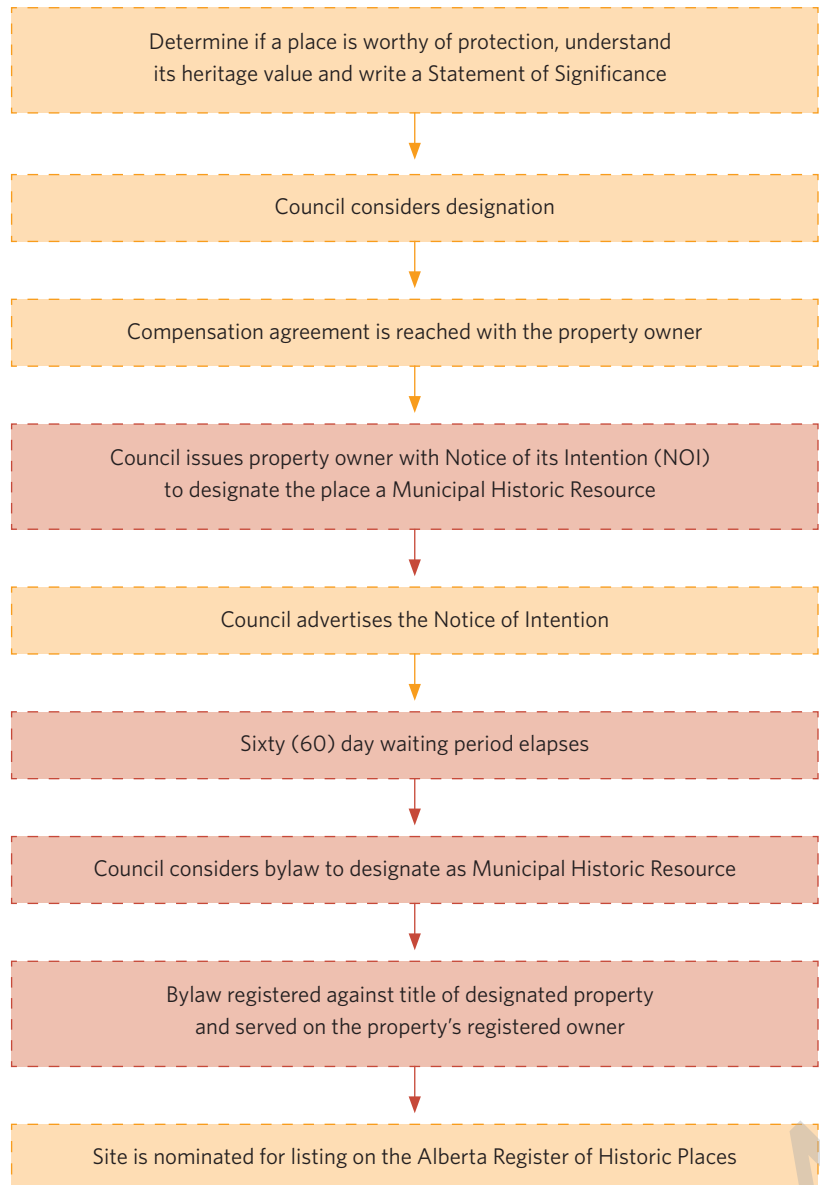 Determine if a place is worthy of protection, understand
its heritage value and write a Statement of Significance
Council considers designation
Compensation agreement is reached with the property owner
Council issues property owner with Notice of its Intention (NOI)
to designate the place a Municipal Historic Resource
Council advertises the Notice of Intention
Sixty (60) day waiting period elapses
Council considers bylaw to designate as Municipal Historic Resource
Bylaw registered against title of designated property
and served on the property’s registered owner
Site is nominated for listing on the Alberta Register of Historic Places